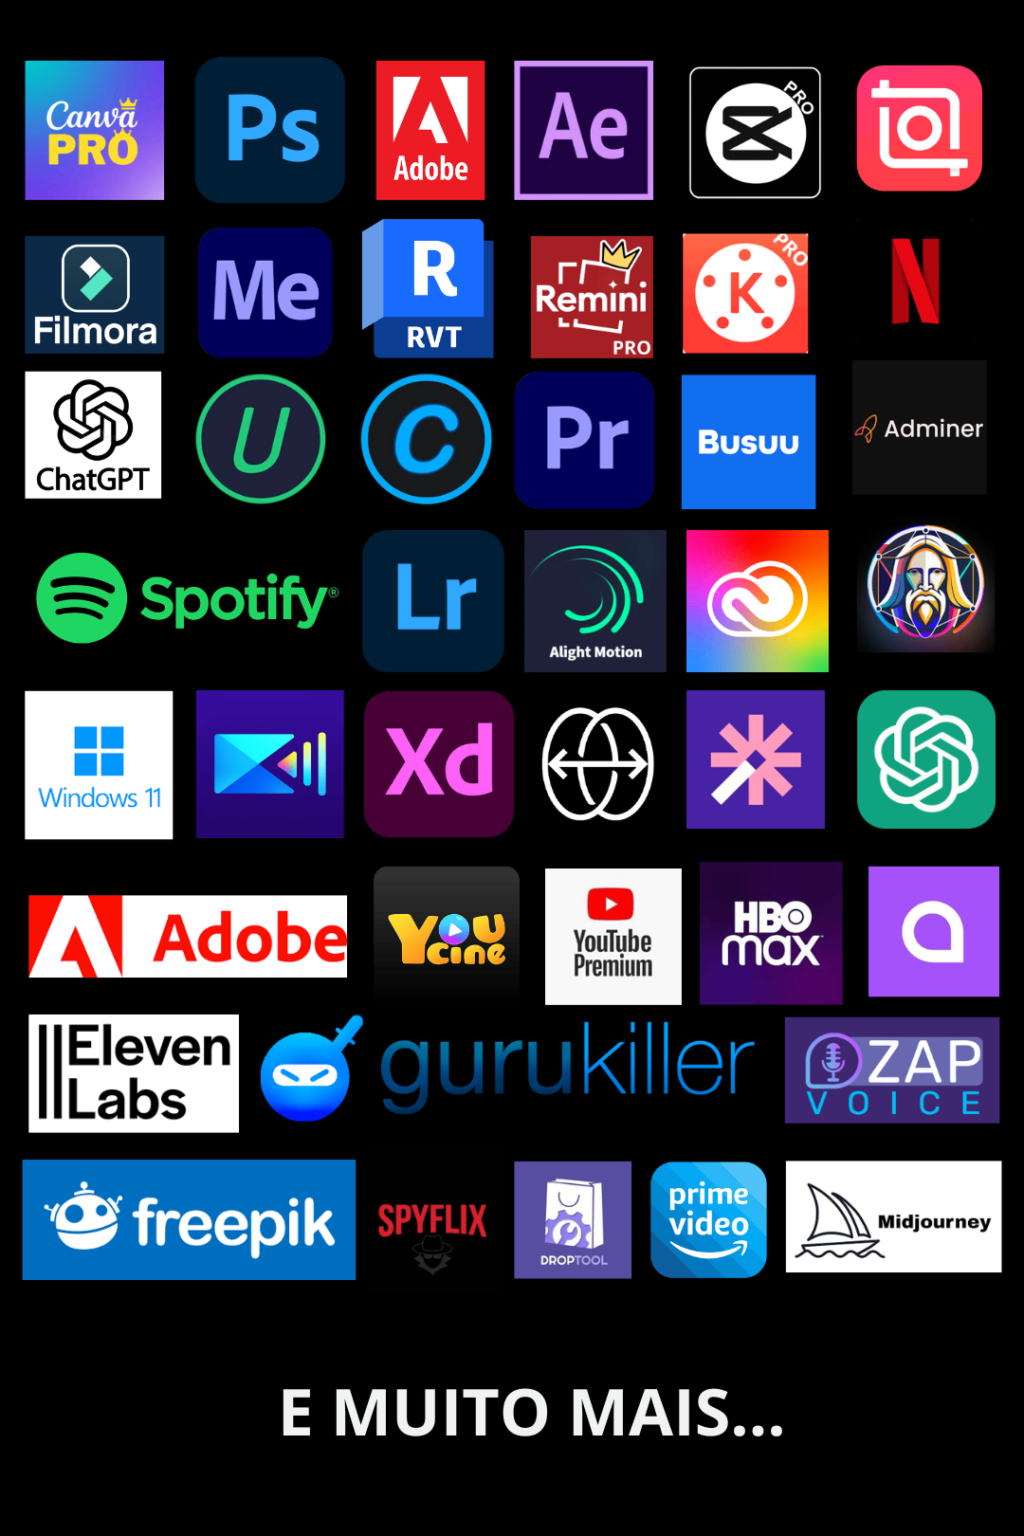 Canva
PRO
Ps
Adobe
Ae
PRO
Filmora
Me
R
RVT
Remini
PRO
K
PRO
N
ChatGPT
U
C
Pr
Busuu
Adminer
Spotify®
Lr
Alight Motion
Windows 11
Xd
Adobe
YouCine
YouTube
Premium
HBO
max
Eleven
Labs
gurukiller
ZAP
VOICE
freepik
SPYFLIX
DROPTOOL
prime
video
Midjourney
E MUITO MAIS...